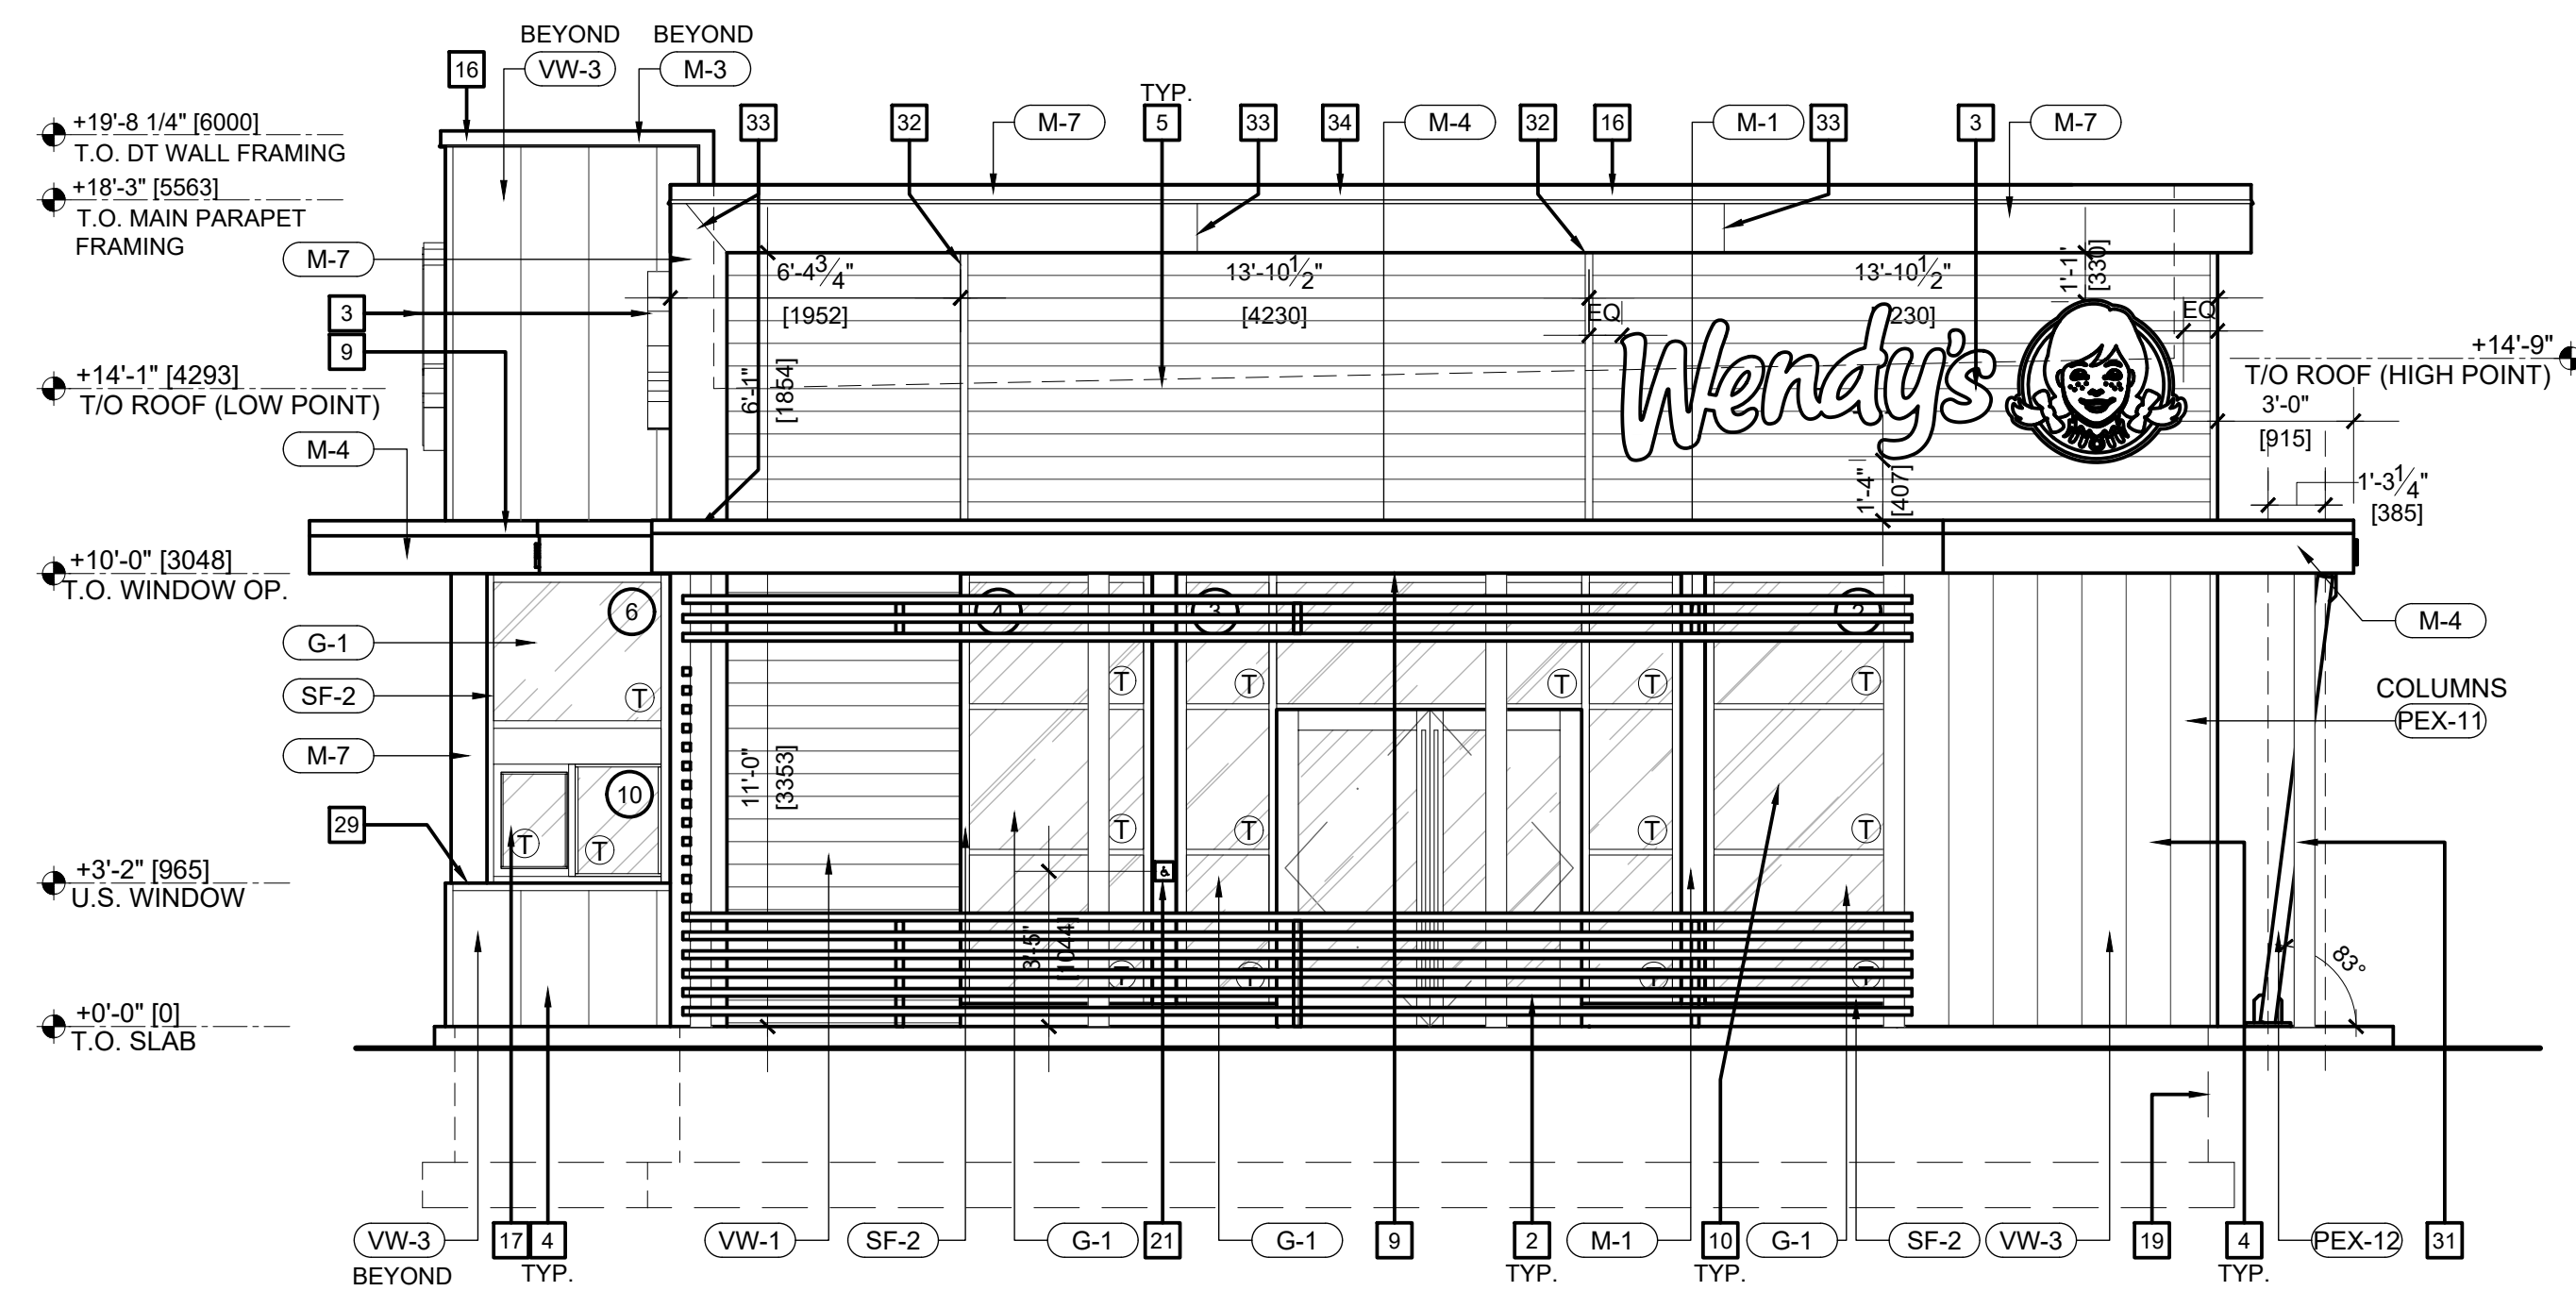 BEYOND BEYOND
16 VW-3 M-3
TYP.
33 32 M-7 5 33 34 M-4 32 16 M-1 33 3 M-7
+19'-8 1/4" [6000]
T.O. DT WALL FRAMING
+18'-3" [5563]
T.O. MAIN PARAPET
FRAMING
M-7
6'-4 3/4" 13'-10 1/2" 13'-10 1/2" 1'-1" [330]
3
[1952] [4230] 230] EQ EQ
9
Wendy's
+14'-9"
T/O ROOF (HIGH POINT)
+14'-1" [4293]
T/O ROOF (LOW POINT)
6'-1" [1854]
3'-0"
[915]
M-4
1'-4" [407]
1'-3 1/4"
[385]
+10'-0" [3048]
T.O. WINDOW OP.
6 4 3 2
M-4
G-1
SF-2
T T T T T T
COLUMNS
PEX-11
M-7
11'-0" [3353]
10
29
T T T T T T
+3'-2" [965]
U.S. WINDOW
3'-5" [1044]
83°
T T T T
+0'-0" [0]
T.O. SLAB
VW-3 17 4 VW-1 SF-2 G-1 21 G-1 9 2 M-1 10 G-1 SF-2 VW-3 19 4 PEX-12 31
BEYOND TYP. TYP. TYP. TYP.